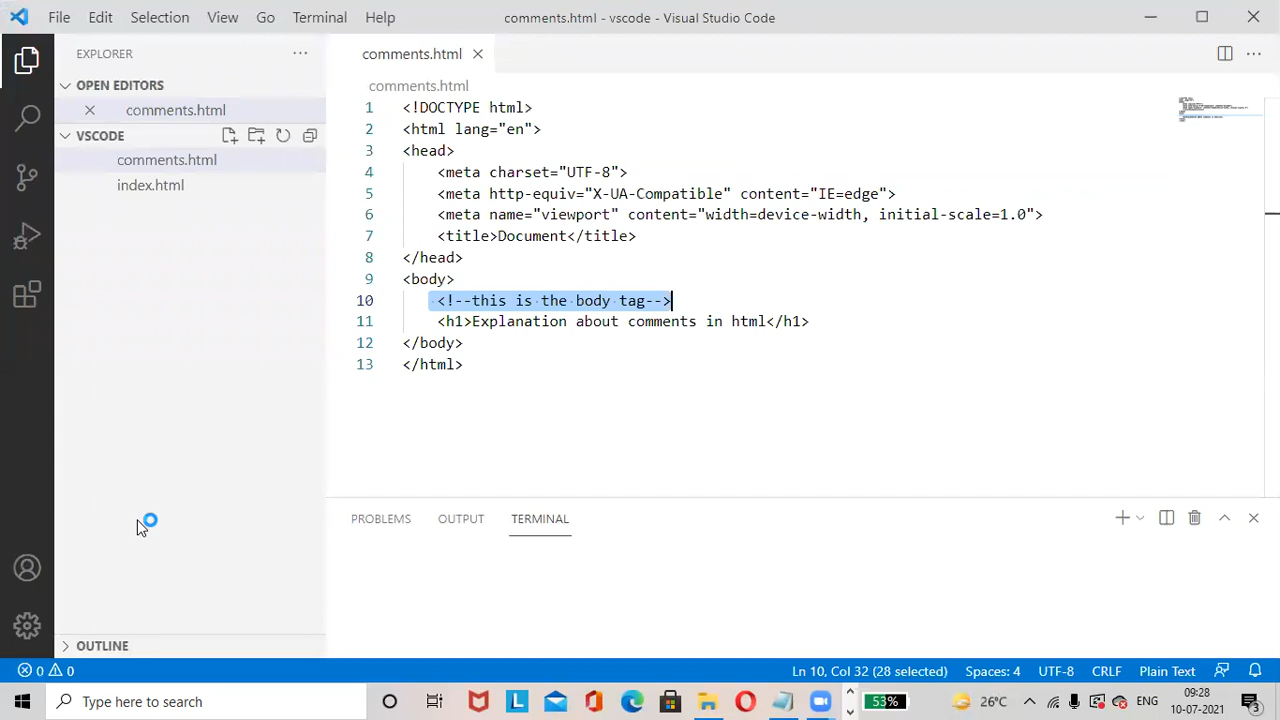 File Edit Selection View Go Terminal Help
comments.html - vscode - Visual Studio Code
EXPLORER
OPEN EDITORS
comments.html
VSCODE
comments.html
index.html
OUTLINE
comments.html
comments.html
1 <!DOCTYPE html>
2 <html lang="en">
3 <head>
4 <meta charset="UTF-8">
5 <meta http-equiv="X-UA-Compatible" content="IE=edge">
6 <meta name="viewport" content="width=device-width, initial-scale=1.0">
7 <title>Document</title>
8 </head>
9 <body>
10 <!--this is the body tag-->
11 <h1>Explanation about comments in html</h1>
12 </body>
13 </html>
PROBLEMS OUTPUT TERMINAL
0 0 Ln 10, Col 32 (28 selected) Spaces: 4 UTF-8 CRLF Plain Text
Type here to search
L
53%
26°C
ENG
09:28
10-07-2021
3